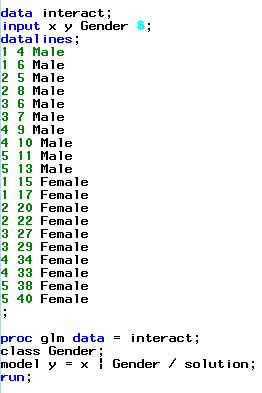 data interact;
input x y Gender $;
datalines;
1 4 Male
1 6 Male
2 5 Male
2 8 Male
3 6 Male
3 7 Male
4 9 Male
4 10 Male
5 11 Male
5 13 Male
1 15 Female
1 17 Female
2 20 Female
2 22 Female
3 27 Female
3 29 Female
4 34 Female
4 33 Female
5 38 Female
5 40 Female
;
proc glm data = interact;
class Gender;
model y = x | Gender / solution;
run;